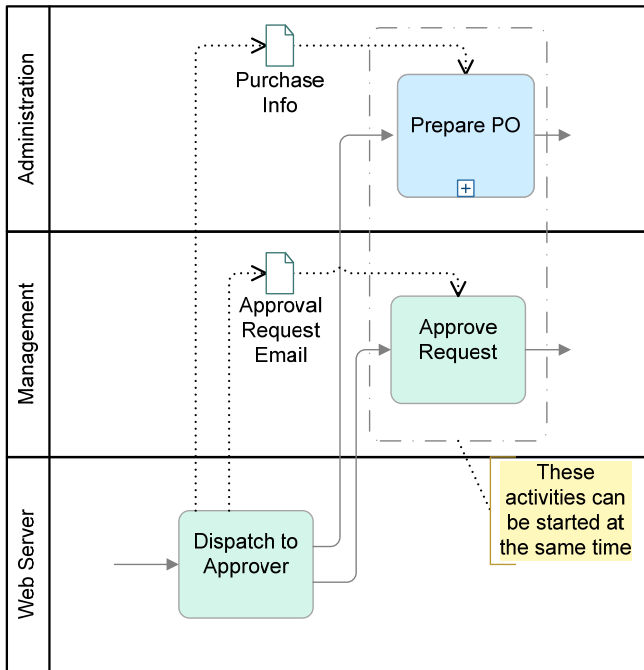 Administration
Purchase
Info
Prepare PO
Management
Approval
Request
Email
Approve
Request
These
activities can
be started at
the same time
Web Server
Dispatch to
Approver